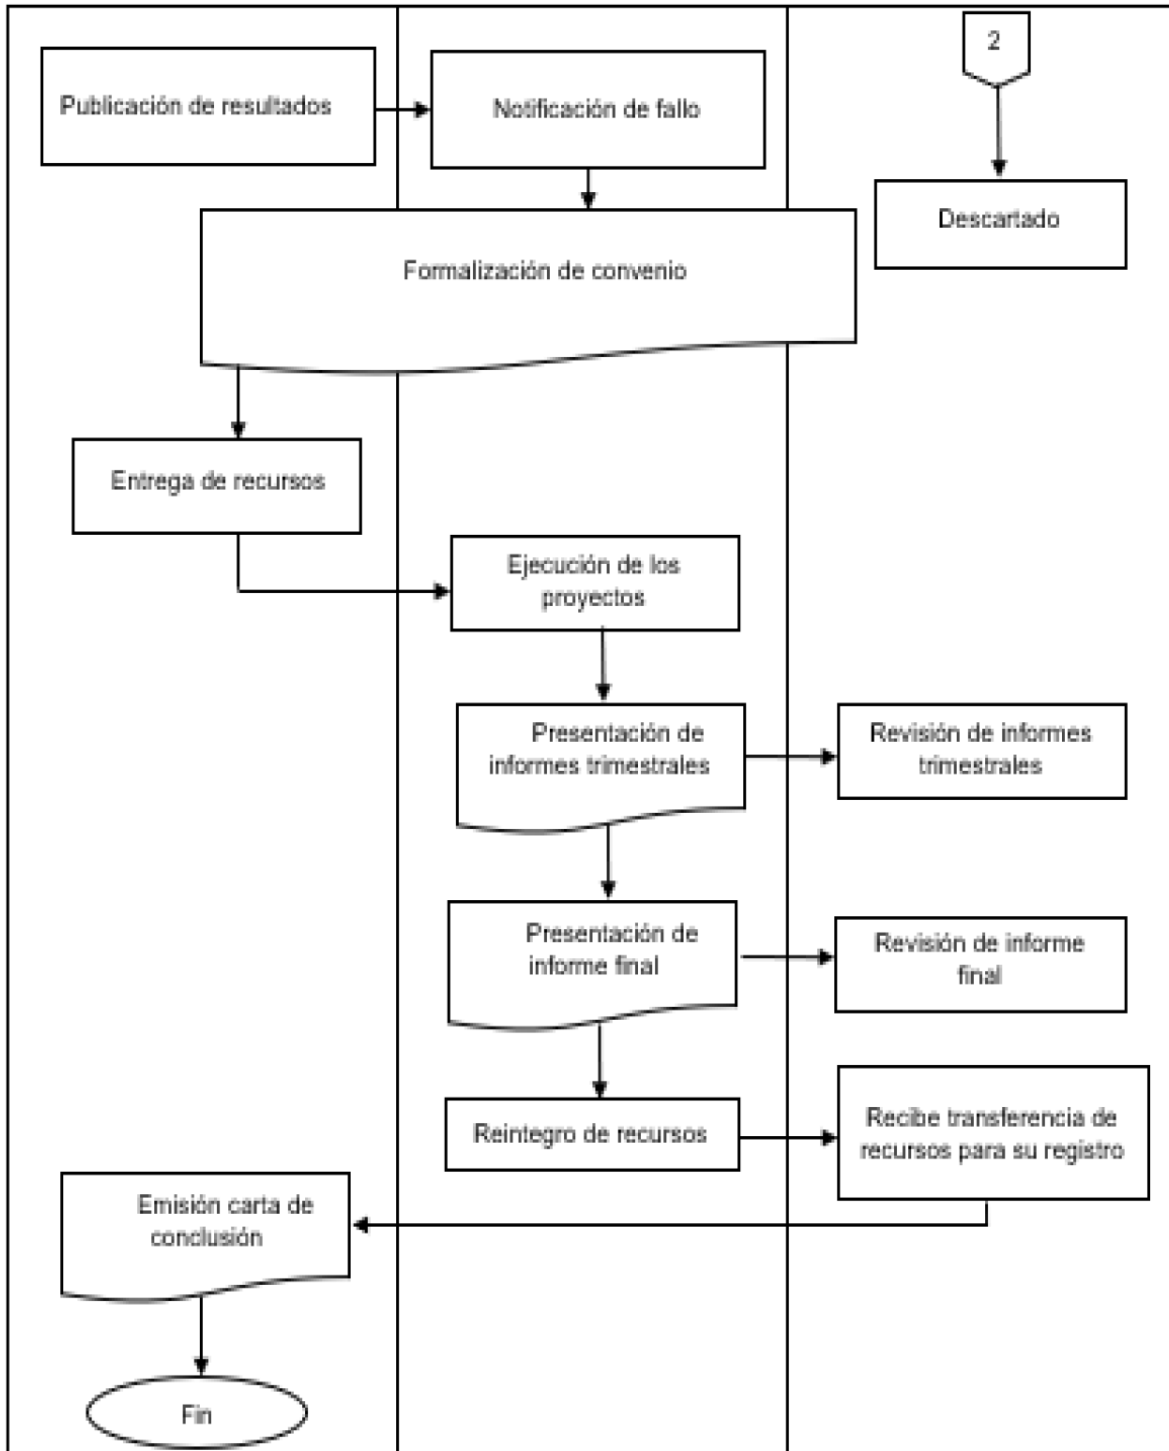 2
Publicación de resultados
Notificación de fallo
Descartado
Formalización de convenio
Entrega de recursos
Ejecución de los
proyectos
Presentación de
informes trimestrales
Revisión de informes
trimestrales
Presentación de
informe final
Revisión de informe
final
Reintegro de recursos
Recibe transferencia de
recursos para su registro
Emisión carta de
conclusión
Fin